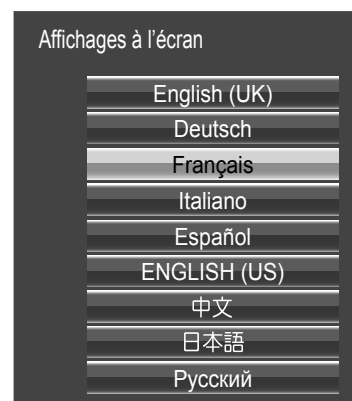 Affichages à l'écran
English (UK)
Deutsch
Français
Italiano
Español
ENGLISH (US)
中文
日本語
Русский